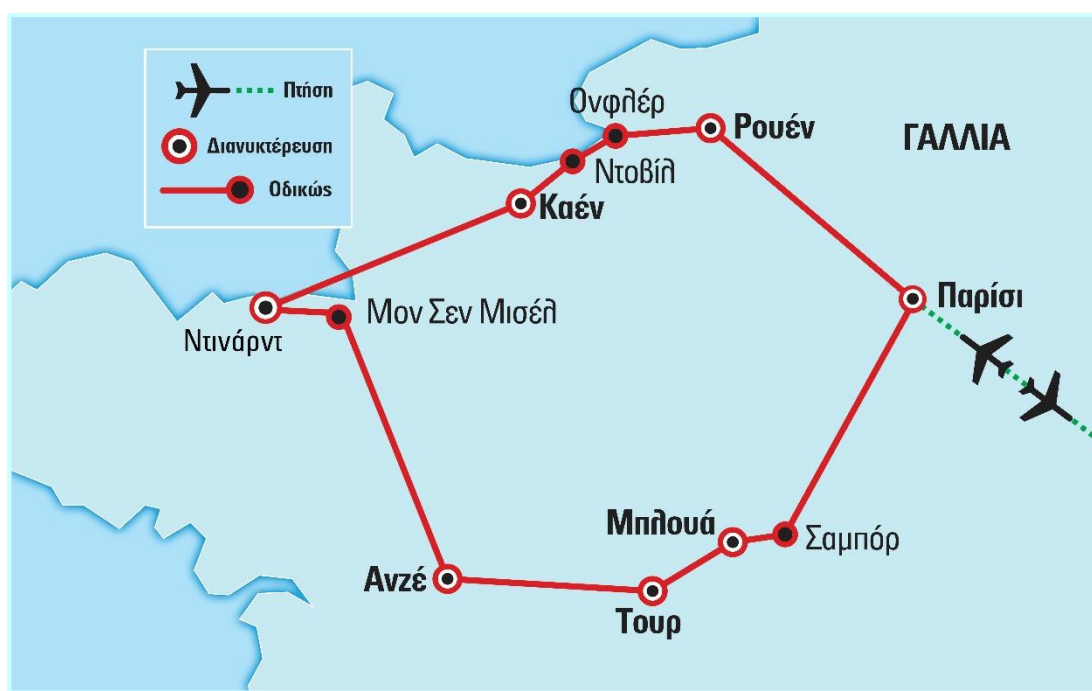 Πτήση
Διανυκτέρευση
Οδικώς
Ονφλέρ
Ρουέν
ΓΑΛΛΙΑ
Ντοβίλ
Καέν
Παρίσι
Μον Σεν Μισέλ
Ντινάρντ
Μπλουά
Σαμπόρ
Ανζέ
Τουρ